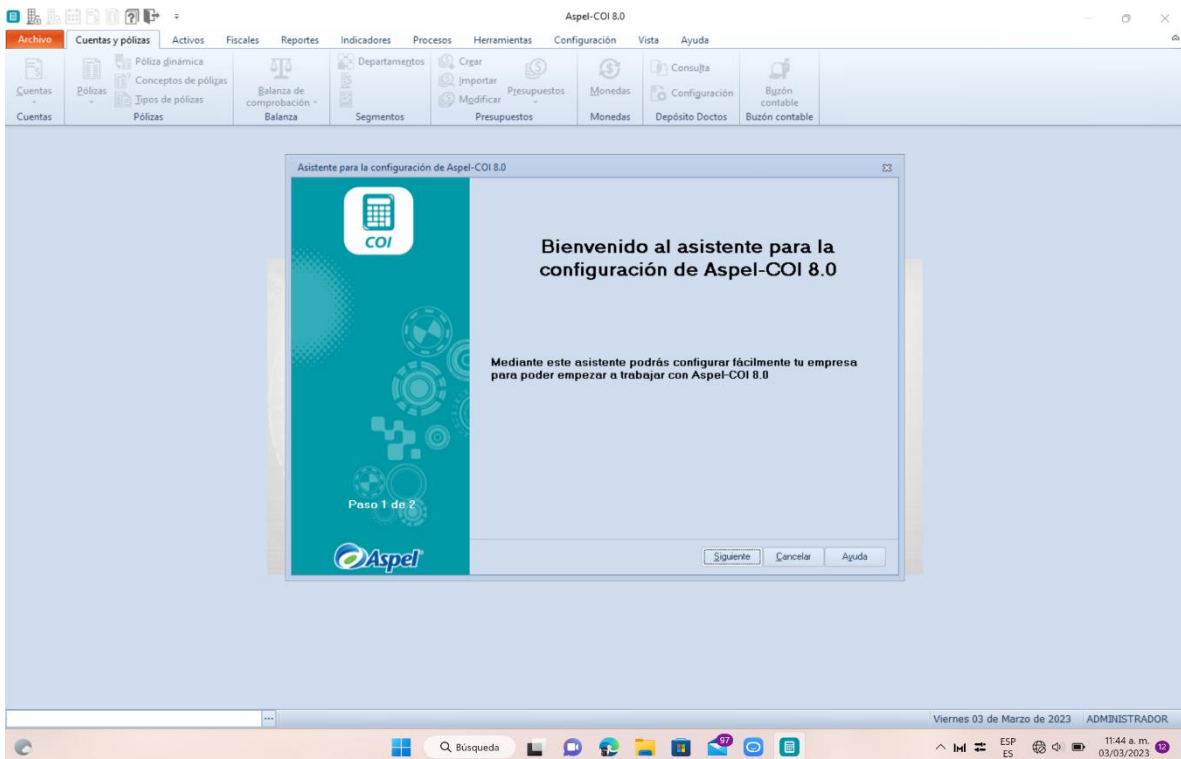 Aspel-COI 8.0
Archivo Cuentas y pólizas Activos Fiscales Reportes Indicadores Procesos Herramientas Configuración Vista Ayuda
Cuentas
Cuentas
Pólizas
Póliza dinámica
Conceptos de pólizas
Tipos de pólizas
Pólizas
Balanza de
comprobación
Balanza
Departamentos
Segmentos
Crear
Importar
Modificar
Presupuestos
Presupuestos
Monedas
Monedas
Consulta
Configuración
Depósito Doctos
Buzón
contable
Buzón contable
Asistente para la configuración de Aspel-COI 8.0
COI
Bienvenido al asistente para la
configuración de Aspel-COI 8.0
Mediante este asistente podrás configurar fácilmente tu empresa
para poder empezar a trabajar con Aspel-COI 8.0
Paso 1 de 2
Aspel
Siguiente Cancelar Ayuda
Viernes 03 de Marzo de 2023 ADMINISTRADOR
Búsqueda
97
ESP
ES
11:44 a. m.
03/03/2023
12